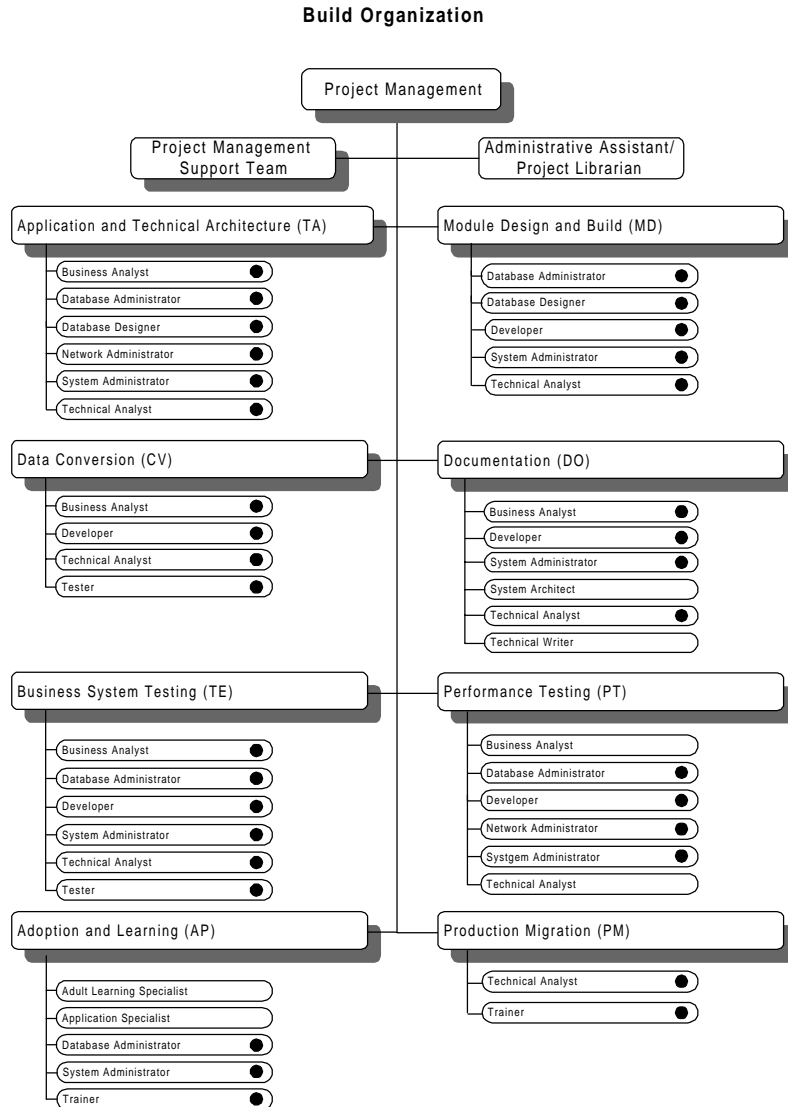 Build Organization
Project Management
Project Management
Support Team
Administrative Assistant/
Project Librarian
Application and Technical Architecture (TA)
Business Analyst
Database Administrator
Database Designer
Network Administrator
System Administrator
Technical Analyst
Module Design and Build (MD)
Database Administrator
Database Designer
Developer
System Administrator
Technical Analyst
Data Conversion (CV)
Business Analyst
Developer
Technical Analyst
Tester
Documentation (DO)
Business Analyst
Developer
System Administrator
System Architect
Technical Analyst
Technical Writer
Business System Testing (TE)
Business Analyst
Database Administrator
Developer
System Administrator
Technical Analyst
Tester
Performance Testing (PT)
Business Analyst
Database Administrator
Developer
Network Administrator
Systgem Administrator
Technical Analyst
Adoption and Learning (AP)
Adult Learning Specialist
Application Specialist
Database Administrator
System Administrator
Trainer
Production Migration (PM)
Technical Analyst
Trainer